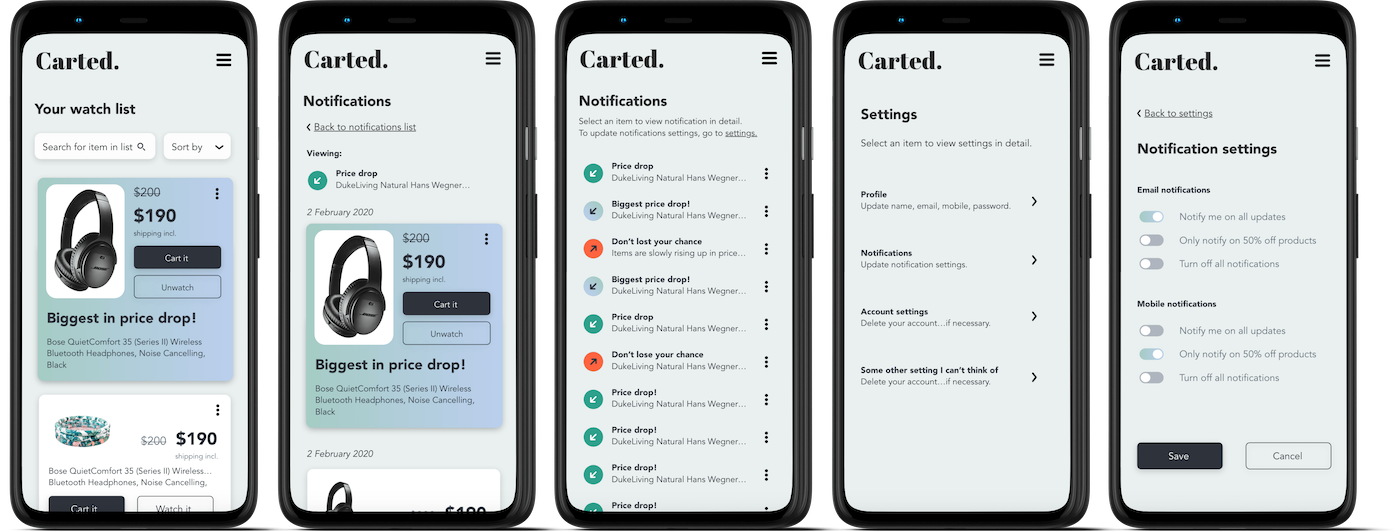 Carted.
Your watch list
Search for item in list
Sort by
$200
$190
shipping incl.
Cart it
Unwatch
Biggest in price drop!
Bose QuietComfort 35 (Series II) Wireless
Bluetooth Headphones, Noise Cancelling,
Black
$200 $190
shipping incl.
Bose QuietComfort 35 (Series II) Wireless...
Bluetooth Headphones, Noise Cancelling,
Cart it
Watch it
Carted.
Notifications
Back to notifications list
Viewing:
Price drop
DukeLiving Natural Hans Wegner...
2 February 2020
$200
$190
shipping incl.
Cart it
Unwatch
Biggest in price drop!
Bose QuietComfort 35 (Series II) Wireless
Bluetooth Headphones, Noise Cancelling,
Black
2 February 2020
$200 $190
Carted.
Notifications
Select an item to view notification in detail.
To update notifications settings, go to settings.
Price drop
DukeLiving Natural Hans Wegner...
Biggest price drop!
DukeLiving Natural Hans Wegner...
Don't lost your chance
Items are slowly rising up in price...
Biggest price drop!
DukeLiving Natural Hans Wegner...
Price drop
DukeLiving Natural Hans Wegner...
Don't lose your chance
DukeLiving Natural Hans Wegner...
Price drop!
DukeLiving Natural Hans Wegner...
Price drop!
DukeLiving Natural Hans Wegner...
Price drop!
DukeLiving Natural Hans Wegner...
Price drop!
Carted.
Settings
Select an item to view settings in detail.
Profile
Update name, email, mobile, password.
Notifications
Update notification settings.
Account settings
Delete your account...if necessary.
Some other setting I can't think of
Delete your account...if necessary.
Carted.
Back to settings
Notification settings
Email notifications
Notify me on all updates
Only notify on 50% off products
Turn off all notifications
Mobile notifications
Notify me on all updates
Only notify on 50% off products
Turn off all notifications
Save
Cancel